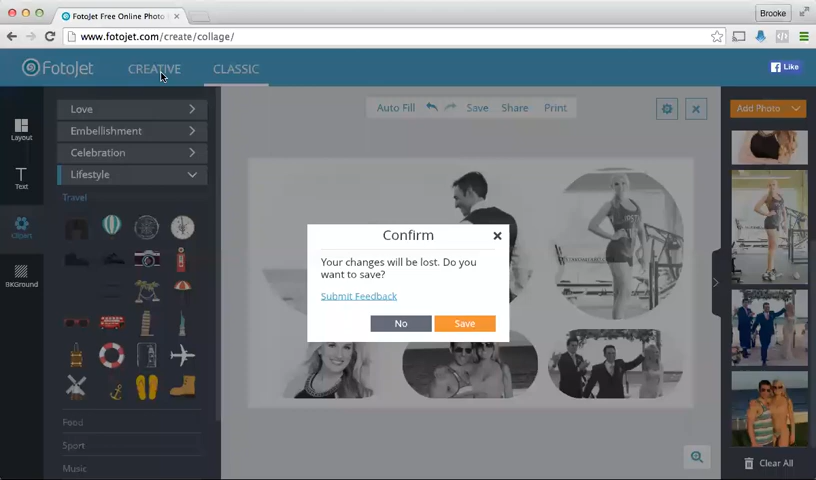 FotoJet Free Online Photo
Brooke
www.fotojet.com/create/collage/
FotoJet
CREATIVE
CLASSIC
Like
Love
Embellishment
Celebration
Lifestyle
Travel
Food
Sport
Music
Layout
Text
Clipart
BKGround
Auto Fill
Save
Share
Print
Add Photo
Confirm
Your changes will be lost. Do you
want to save?
Submit Feedback
No
Save
Clear All